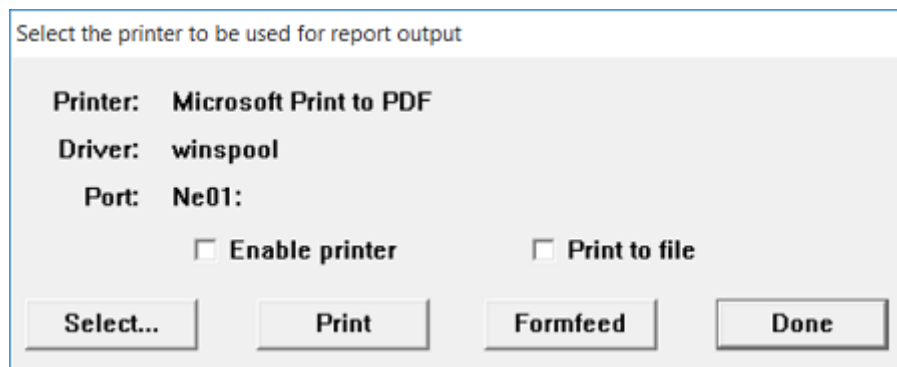 Select the printer to be used for report output
Printer: Microsoft Print to PDF
Driver: winspool
Port: Ne01:
Enable printer Print to file
Select... Print Formfeed Done